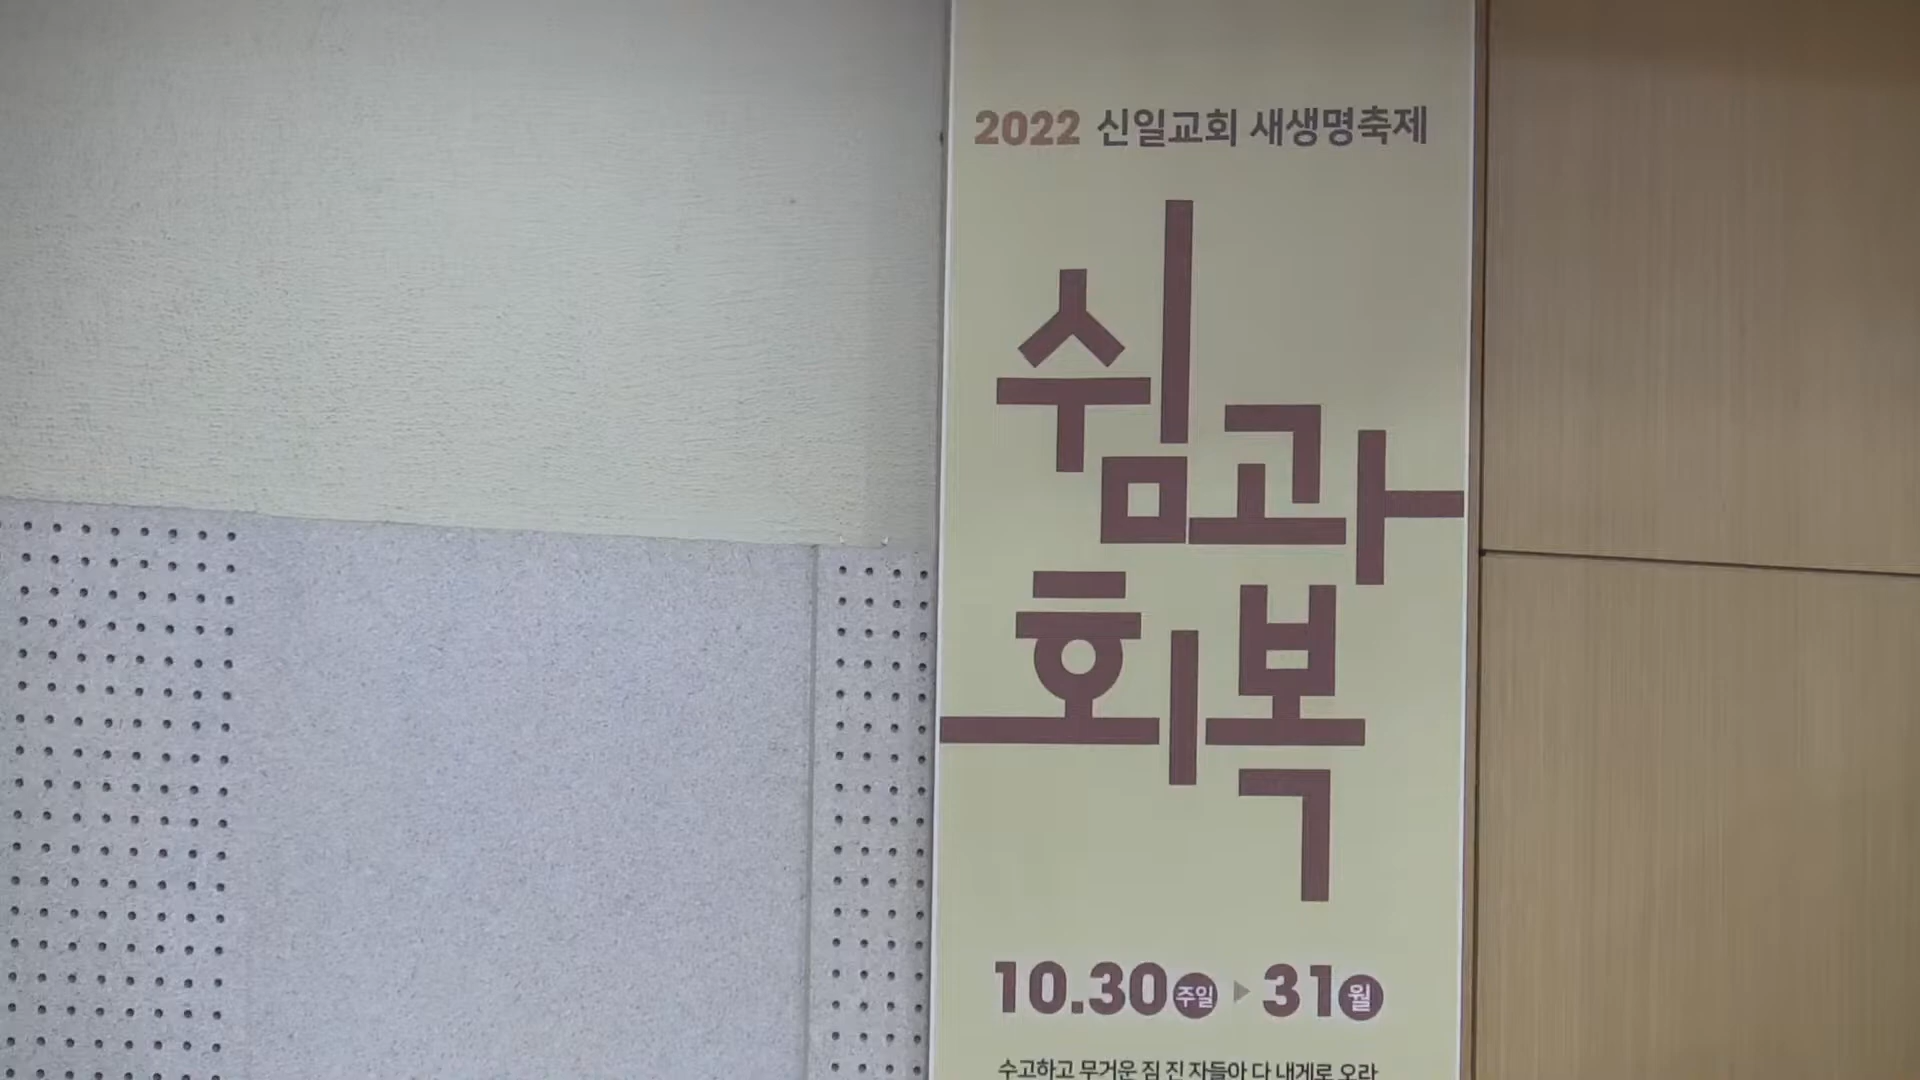 2022 신일교회 새생명축제
쉼과
회복
10.30 주일 ▶ 31 월
수고하고 무거운 짐 진 자들아 다 내게로 오라